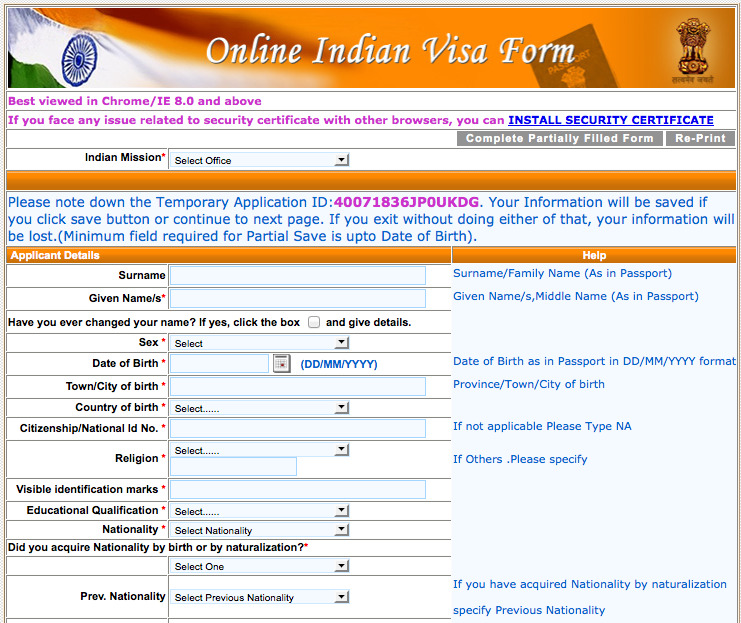 Online Indian Visa Form
PASSPORT
सत्यमेव जयते
Best viewed in Chrome/IE 8.0 and above
If you face any issue related to security certificate with other browsers, you can INSTALL SECURITY CERTIFICATE
Complete Partially Filled Form Re-Print
Indian Mission* Select Office
Please note down the Temporary Application ID:40071836JP0UKDG. Your Information will be saved if
you click save button or continue to next page. If you exit without doing either of that, your information will
be lost.(Minimum field required for Partial Save is upto Date of Birth).
Applicant Details Help
Surname Surname/Family Name (As in Passport)
Given Name/s* Given Name/s,Middle Name (As in Passport)
Have you ever changed your name? If yes, click the box and give details.
Sex * Select
Date of Birth * (DD/MM/YYYY) Date of Birth as in Passport in DD/MM/YYYY format
Town/City of birth * Province/Town/City of birth
Country of birth * Select......
Citizenship/National Id No. * If not applicable Please Type NA
Religion * Select...... If Others .Please specify
Visible identification marks *
Educational Qualification * Select......
Nationality * Select Nationality
Did you acquire Nationality by birth or by naturalization?*
Select One
Prev. Nationality Select Previous Nationality If you have acquired Nationality by naturalization
specify Previous Nationality